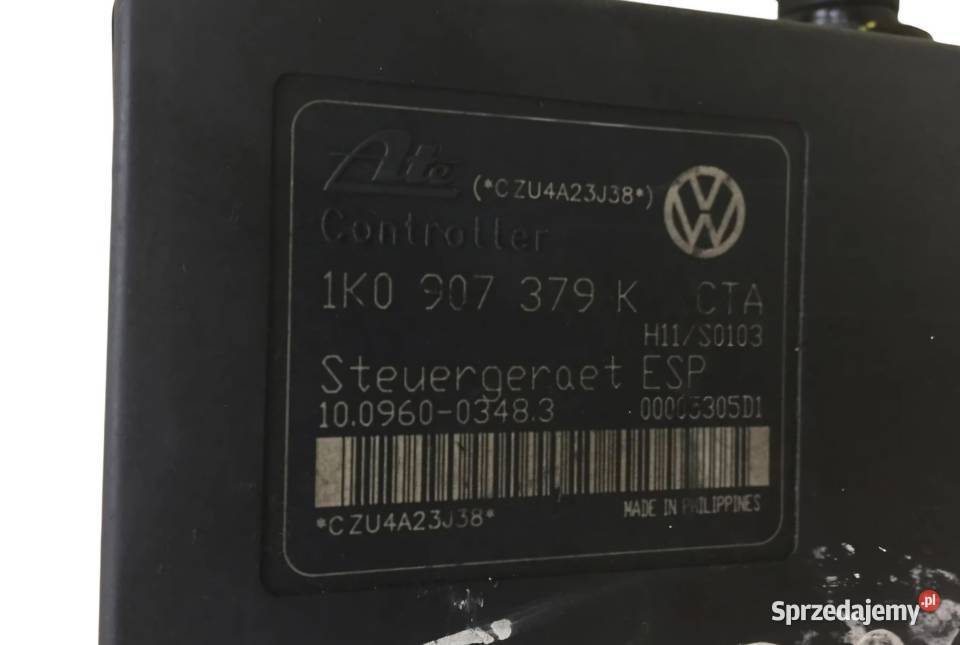 Ate (*CZU4A23J38*)
Controller
1K0 907 379 K CTA
H11/S0103
Steuergeraet ESP
10.0960-0348.3 00003305D1
*CZU4A23J38* MADE IN PHILIPPINES
Sprzedajemy.pl